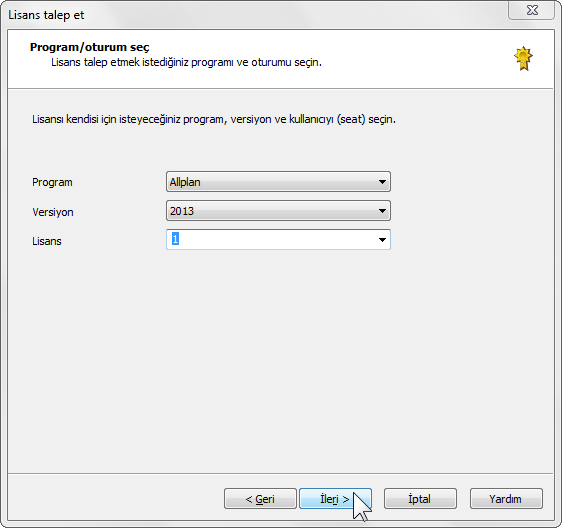 Lisans talep et
Program/oturum seç
Lisans talep etmek istediğiniz programı ve oturumu seçin.
Lisansı kendisi için isteyeceğiniz program, versiyon ve kullanıcıyı (seat) seçin.
Program Allplan
Versiyon 2013
Lisans 1
< Geri İleri > İptal Yardım